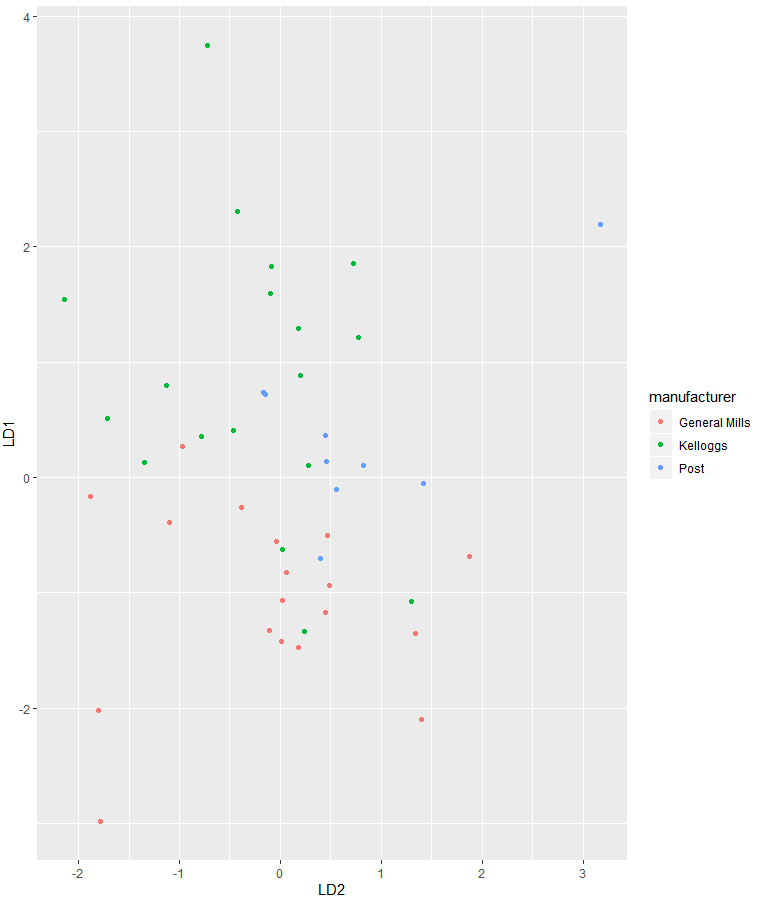 4
2
0
-2
LD1
-2
-1
0
1
2
3
LD2
manufacturer
General Mills
Kelloggs
Post